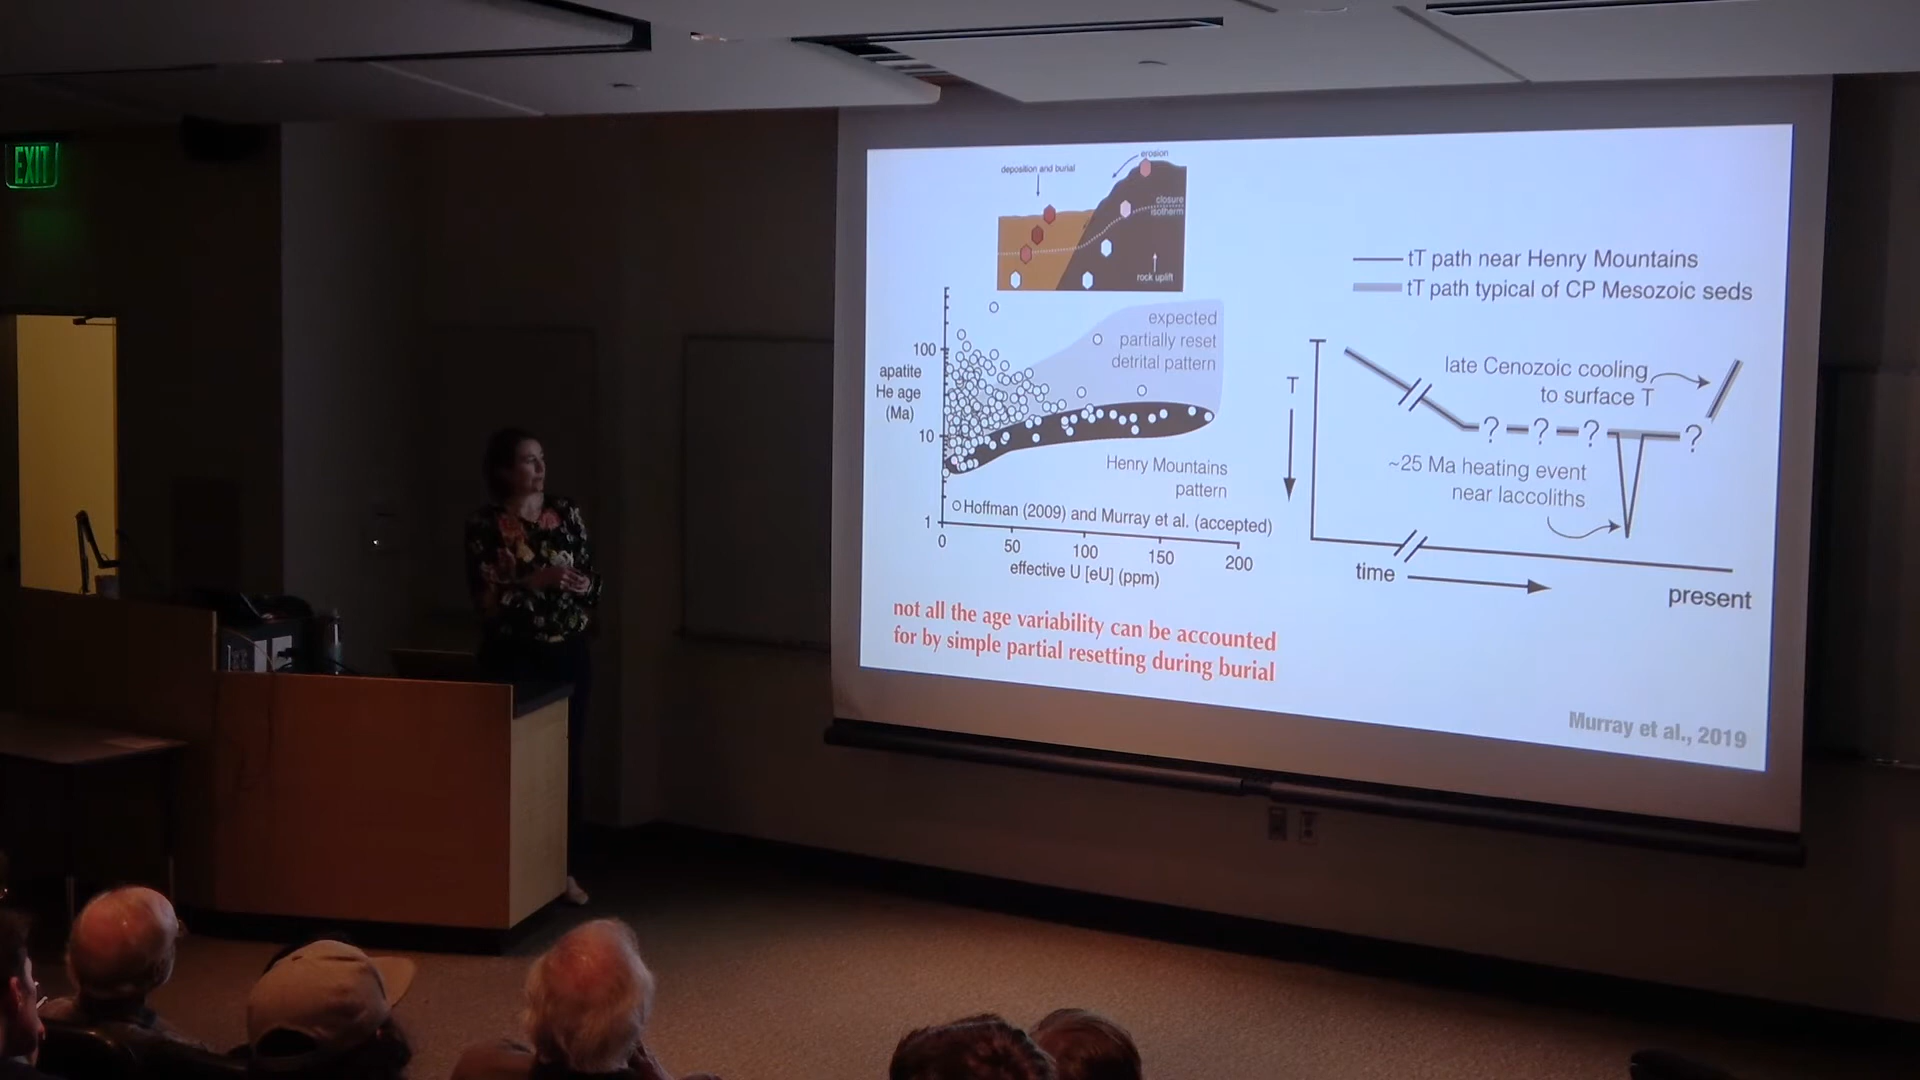 EXIT
deposition and burial
erosion
closure
isotherm
rock uplift
100
10
1
apatite
He age
(Ma)
expected
partially reset
detrital pattern
Henry Mountains
pattern
Hoffman (2009) and Murray et al. (accepted)
0
50
100
150
200
effective U [eU] (ppm)
not all the age variability can be accounted
for by simple partial resetting during burial
tT path near Henry Mountains
tT path typical of CP Mesozoic seds
T
late Cenozoic cooling
to surface T
? ? ? ?
~25 Ma heating event
near laccoliths
time
present
Murray et al., 2019